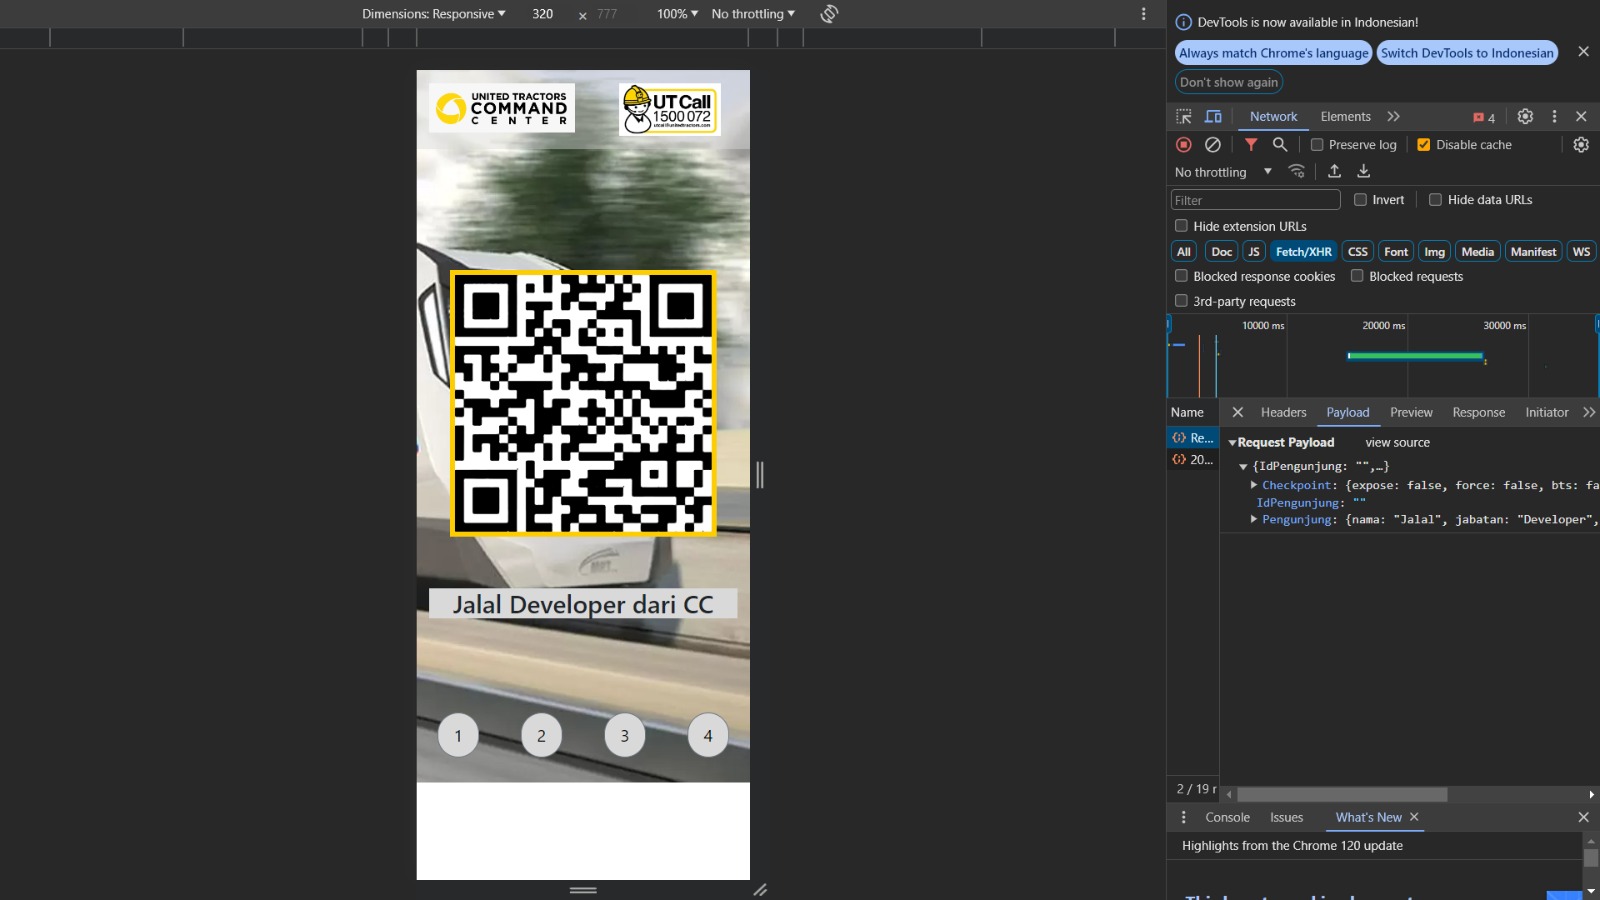 Dimensions: Responsive 320 × 777 100% No throttling
UNITED TRACTORS
COMMAND
CENTER
UT Call
1500 072
utcall@unitedtractors.com
Jalal Developer dari CC
1 2 3 4
DevTools is now available in Indonesian!
Always match Chrome's language Switch DevTools to Indonesian
Don't show again
Network Elements 4
Preserve log Disable cache
No throttling
Filter Invert Hide data URLs
Hide extension URLs
All Doc JS Fetch/XHR CSS Font Img Media Manifest WS
Blocked response cookies Blocked requests
3rd-party requests
10000 ms 20000 ms 30000 ms
Name Headers Payload Preview Response Initiator
Re... Request Payload view source
20... {IdPengunjung: "",…}
Checkpoint: {expose: false, force: false, bts: fa
IdPengunjung: ""
Pengunjung: {nama: "Jalal", jabatan: "Developer",
2 / 19 r
Console Issues What's New
Highlights from the Chrome 120 update